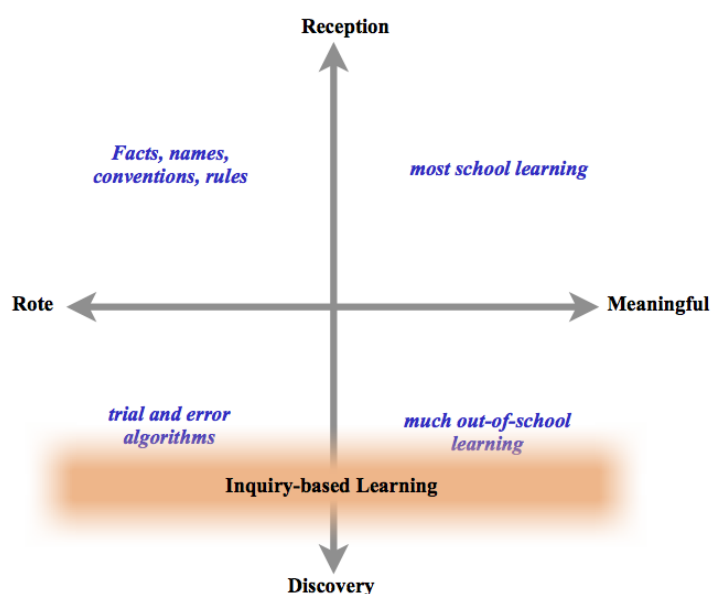 Reception
Facts, names,
conventions, rules
most school learning
Rote
Meaningful
trial and error
algorithms
much out-of-school
learning
Inquiry-based Learning
Discovery